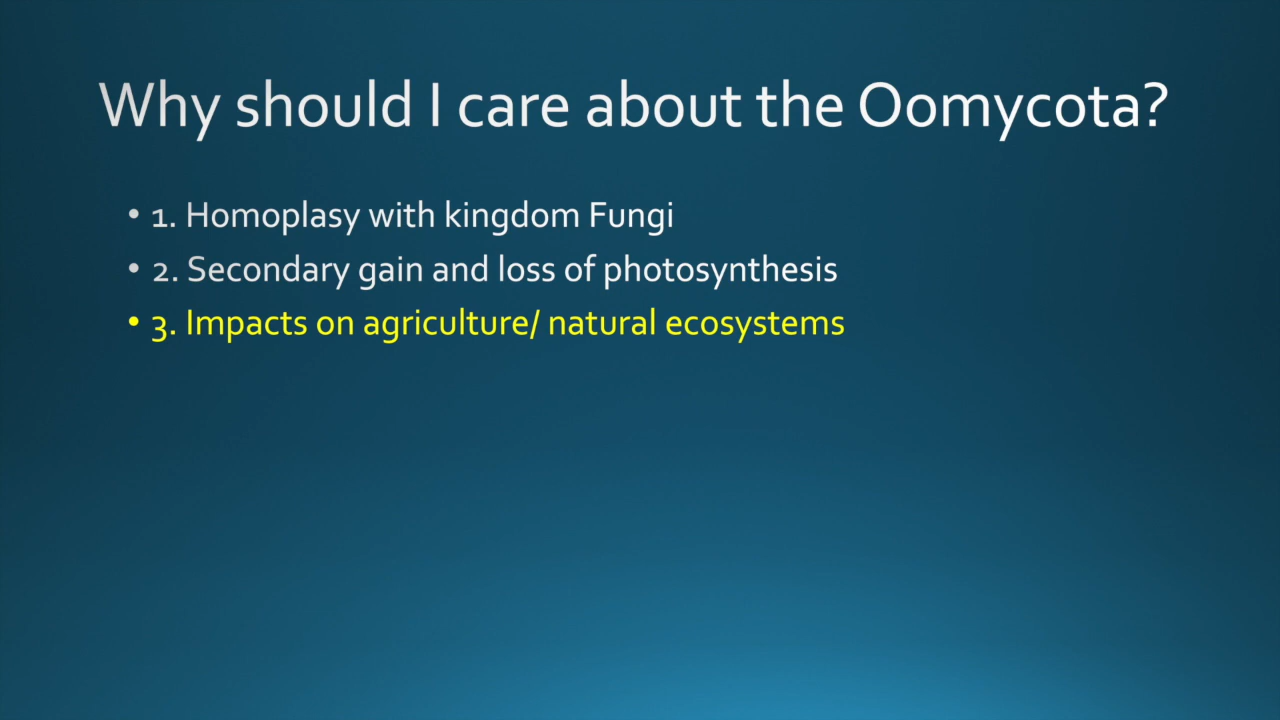 Why should I care about the Oomycota?
• 1. Homoplasy with kingdom Fungi
• 2. Secondary gain and loss of photosynthesis
• 3. Impacts on agriculture/ natural ecosystems